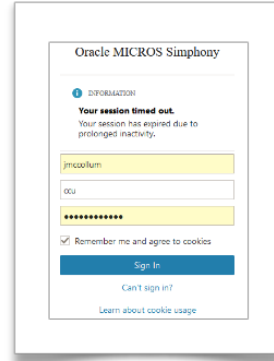 Oracle MICROS Simphony
INFORMATION
Your session timed out.
Your session has expired due to
prolonged inactivity.
jmccollum
ocu
●●●●●●●●●●●●
Remember me and agree to cookies
Sign In
Can't sign in?
Learn about cookie usage